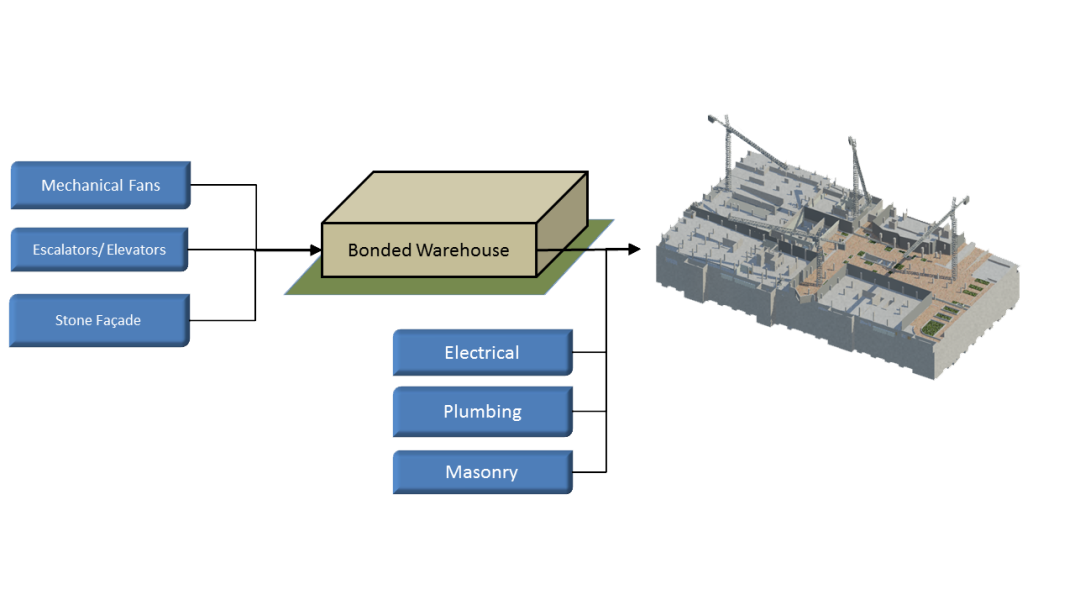 Mechanical Fans
Escalators/Elevators
Stone Façade
Bonded Warehouse
Electrical
Plumbing
Masonry